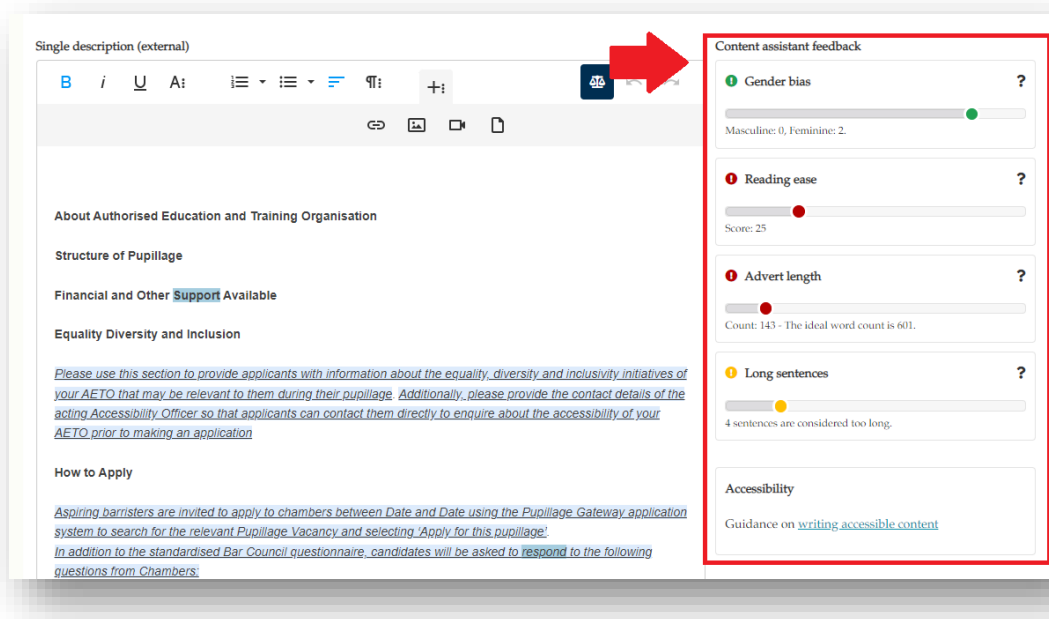 Single description (external)
B i U A
About Authorised Education and Training Organisation
Structure of Pupillage
Financial and Other Support Available
Equality Diversity and Inclusion
Please use this section to provide applicants with information about the equality, diversity and inclusivity initiatives of
your AETO that may be relevant to them during their pupillage. Additionally, please provide the contact details of the
acting Accessibility Officer so that applicants can contact them directly to enquire about the accessibility of your
AETO prior to making an application
How to Apply
Aspiring barristers are invited to apply to chambers between Date and Date using the Pupillage Gateway application
system to search for the relevant Pupillage Vacancy and selecting ‘Apply for this pupillage’.
In addition to the standardised Bar Council questionnaire, candidates will be asked to respond to the following
questions from Chambers:
Content assistant feedback
Gender bias ?
Masculine: 0, Feminine: 2.
Reading ease ?
Score: 25
Advert length ?
Count: 143 - The ideal word count is 601.
Long sentences ?
4 sentences are considered too long.
Accessibility
Guidance on writing accessible content